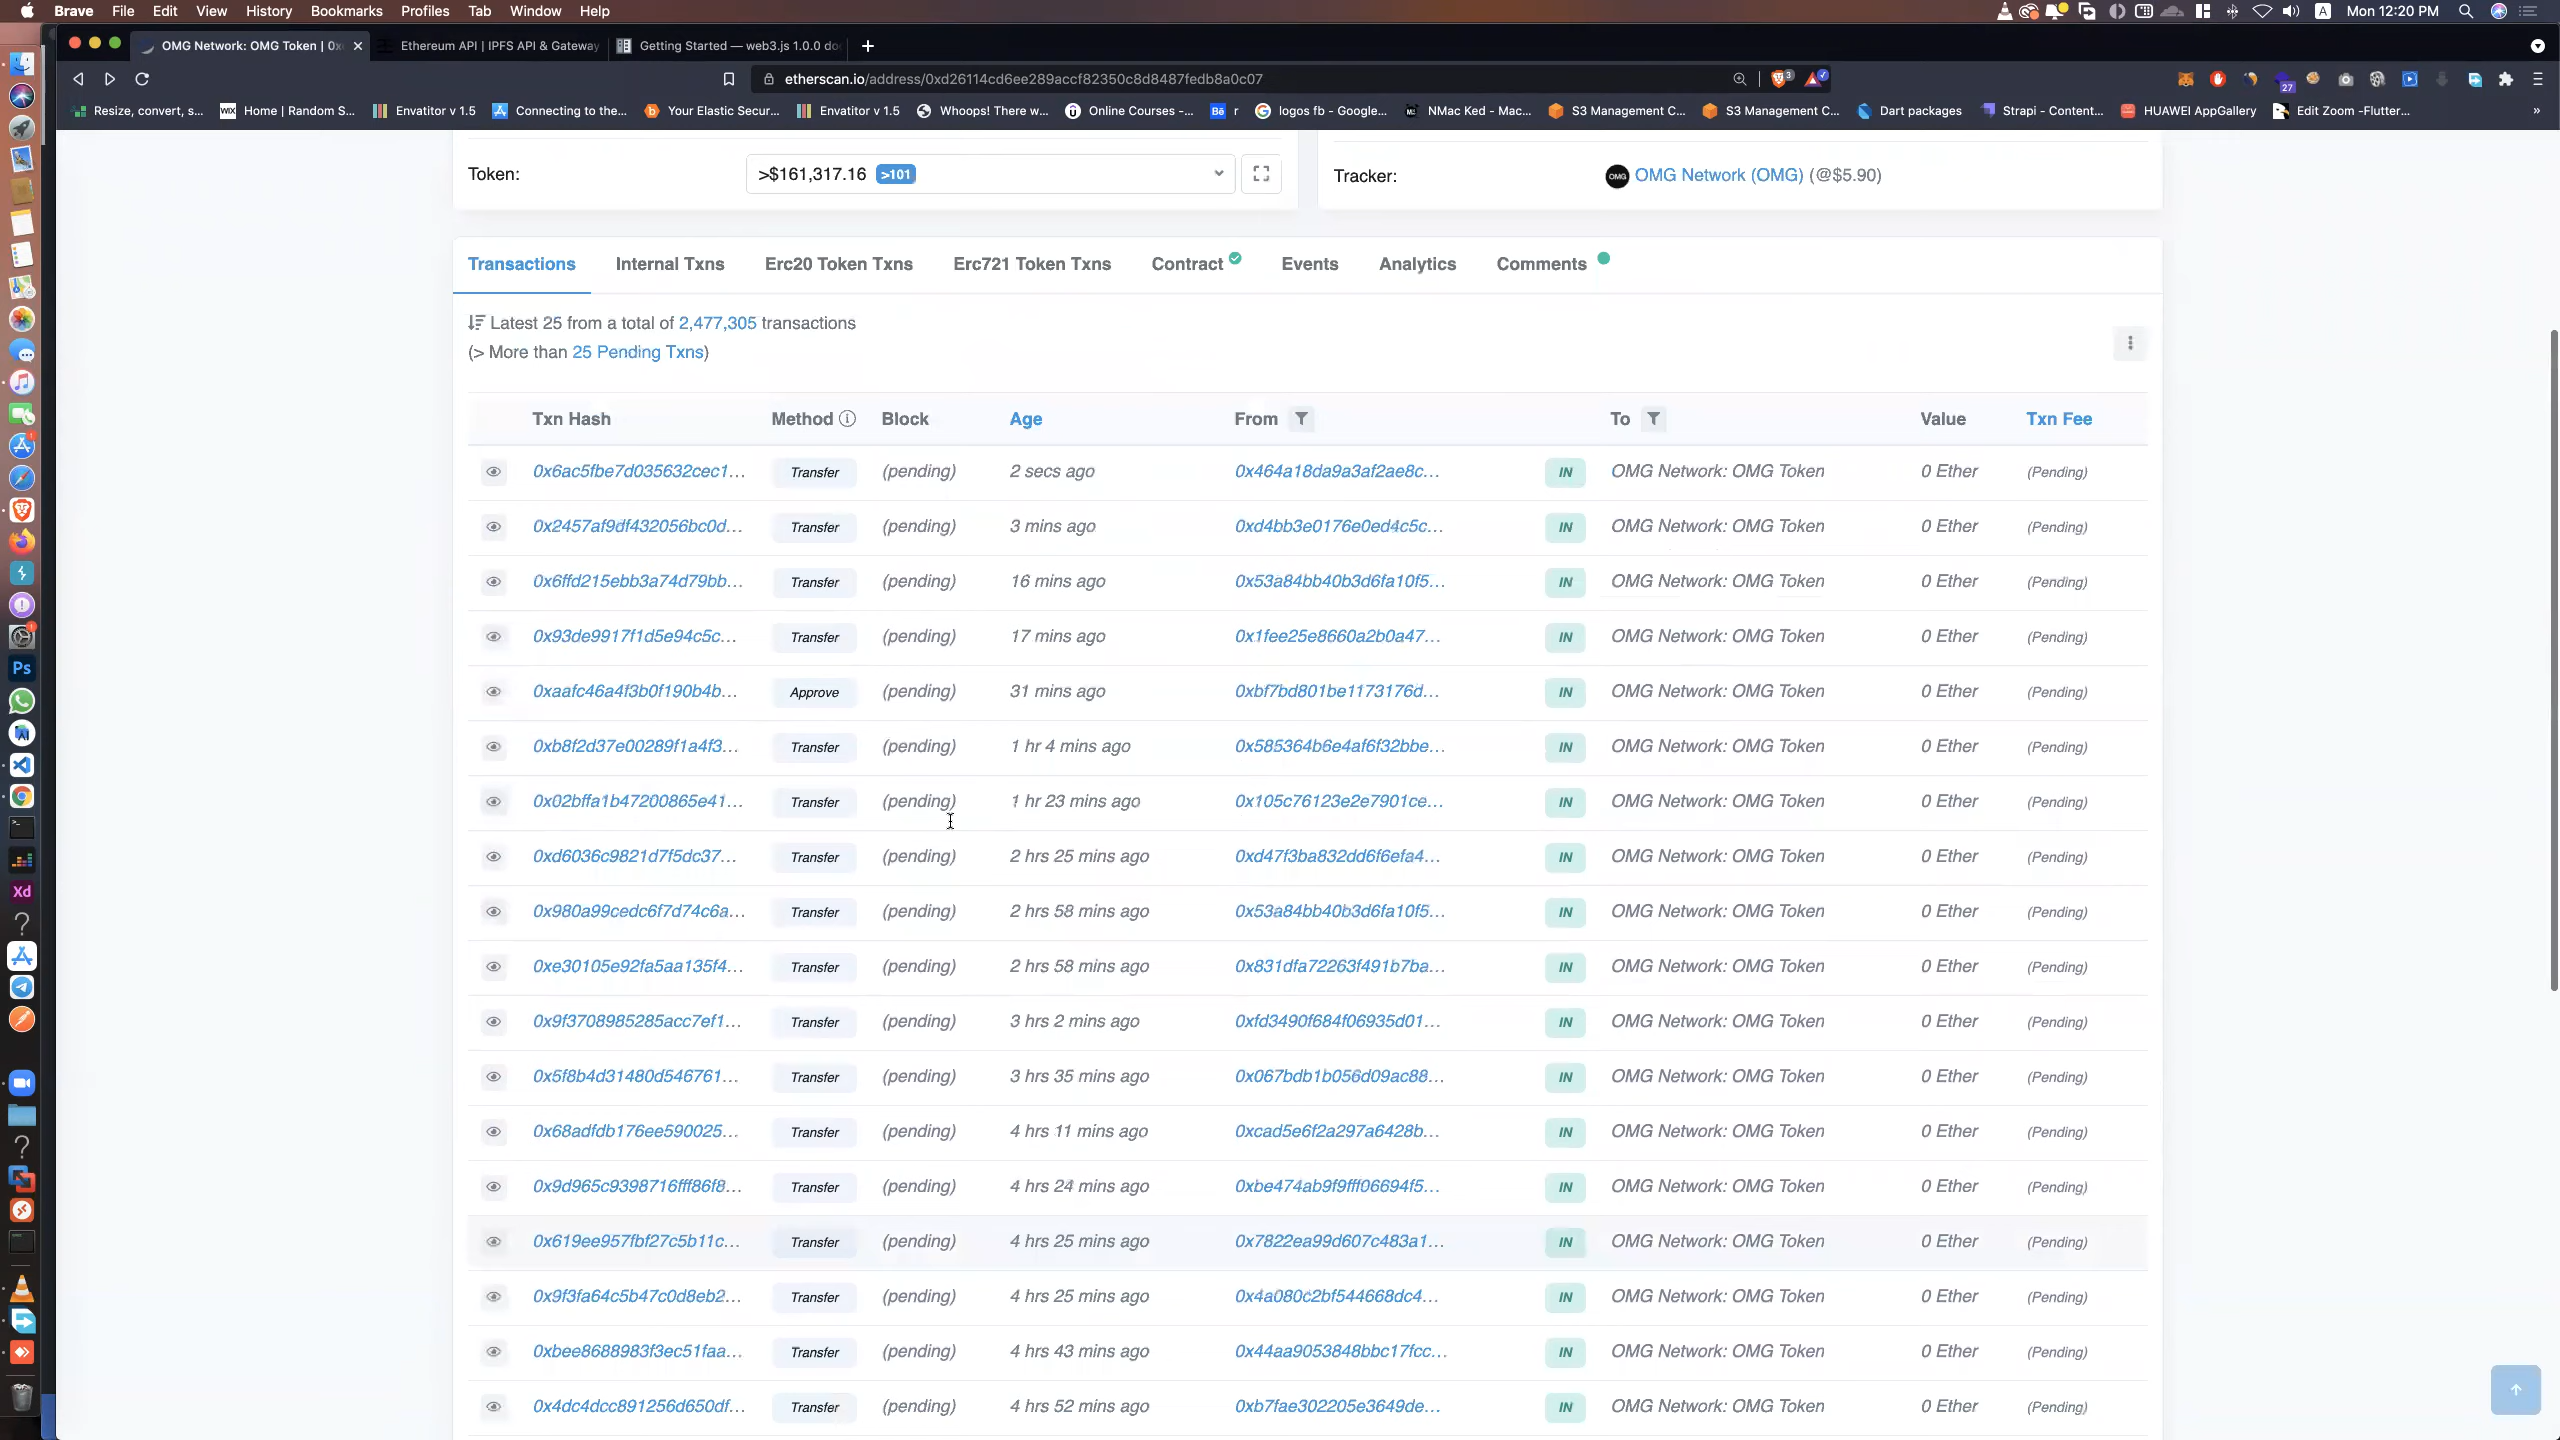 Brave File Edit View History Bookmarks Profiles Tab Window Help
A Mon 12:20 PM
OMG Network: OMG Token | 0x
Ethereum API | IPFS API & Gateway
Getting Started — web3.js 1.0.0 do
etherscan.io/address/0xd26114cd6ee289accf82350c8d8487fedb8a0c07
3
27
Resize, convert, s... Home | Random S... Envatitor v 1.5 Connecting to the... Your Elastic Secur... Envatitor v 1.5 Whoops! There w... Online Courses -... r logos fb - Google... NMac Ked - Mac... S3 Management C... S3 Management C... Dart packages Strapi - Content... HUAWEI AppGallery Edit Zoom -Flutter... »
Token: >$161,317.16 >101
Tracker: OMG Network (OMG) (@$5.90)
Transactions Internal Txns Erc20 Token Txns Erc721 Token Txns Contract Events Analytics Comments
Latest 25 from a total of 2,477,305 transactions
(> More than 25 Pending Txns)
Txn Hash Method Block Age From To Value Txn Fee
0x6ac5fbe7d035632cec1... Transfer (pending) 2 secs ago 0x464a18da9a3af2ae8c... IN OMG Network: OMG Token 0 Ether (Pending)
0x2457af9df432056bc0d... Transfer (pending) 3 mins ago 0xd4bb3e0176e0ed4c5c... IN OMG Network: OMG Token 0 Ether (Pending)
0x6ffd215ebb3a74d79bb... Transfer (pending) 16 mins ago 0x53a84bb40b3d6fa10f5... IN OMG Network: OMG Token 0 Ether (Pending)
0x93de9917f1d5e94c5c... Transfer (pending) 17 mins ago 0x1fee25e8660a2b0a47... IN OMG Network: OMG Token 0 Ether (Pending)
0xaafc46a4f3b0f190b4b... Approve (pending) 31 mins ago 0xbf7bd801be1173176d... IN OMG Network: OMG Token 0 Ether (Pending)
0xb8f2d37e00289f1a4f3... Transfer (pending) 1 hr 4 mins ago 0x585364b6e4af6f32bbe... IN OMG Network: OMG Token 0 Ether (Pending)
0x02bffa1b47200865e41... Transfer (pending) 1 hr 23 mins ago 0x105c76123e2e7901ce... IN OMG Network: OMG Token 0 Ether (Pending)
0xd6036c9821d7f5dc37... Transfer (pending) 2 hrs 25 mins ago 0xd47f3ba832dd6f6efa4... IN OMG Network: OMG Token 0 Ether (Pending)
0x980a99cedc6f7d74c6a... Transfer (pending) 2 hrs 58 mins ago 0x53a84bb40b3d6fa10f5... IN OMG Network: OMG Token 0 Ether (Pending)
0xe30105e92fa5aa135f4... Transfer (pending) 2 hrs 58 mins ago 0x831dfa72263f491b7ba... IN OMG Network: OMG Token 0 Ether (Pending)
0x9f3708985285acc7ef1... Transfer (pending) 3 hrs 2 mins ago 0xfd3490f684f06935d01... IN OMG Network: OMG Token 0 Ether (Pending)
0x5f8b4d31480d546761... Transfer (pending) 3 hrs 35 mins ago 0x067bdb1b056d09ac88... IN OMG Network: OMG Token 0 Ether (Pending)
0x68adfdb176ee590025... Transfer (pending) 4 hrs 11 mins ago 0xcad5e6f2a297a6428b... IN OMG Network: OMG Token 0 Ether (Pending)
0x9d965c9398716fff86f8... Transfer (pending) 4 hrs 24 mins ago 0xbe474ab9f9fff06694f5... IN OMG Network: OMG Token 0 Ether (Pending)
0x619ee957fbf27c5b11c... Transfer (pending) 4 hrs 25 mins ago 0x7822ea99d607c483a1... IN OMG Network: OMG Token 0 Ether (Pending)
0x9f3fa64c5b47c0d8eb2... Transfer (pending) 4 hrs 25 mins ago 0x4a080c2bf544668dc4... IN OMG Network: OMG Token 0 Ether (Pending)
0xbee8688983f3ec51faa... Transfer (pending) 4 hrs 43 mins ago 0x44aa9053848bbc17fcc... IN OMG Network: OMG Token 0 Ether (Pending)
0x4dc4dcc891256d650df... Transfer (pending) 4 hrs 52 mins ago 0xb7fae302205e3649de... IN OMG Network: OMG Token 0 Ether (Pending)
Ps
Xd